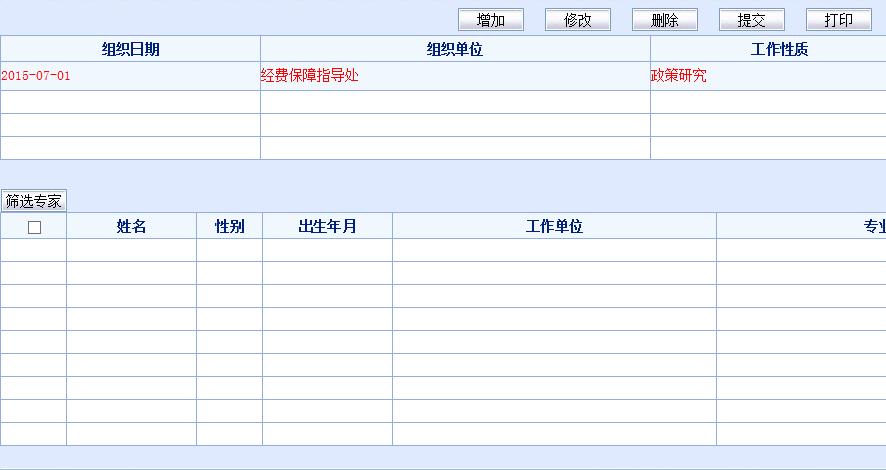 增加 修改 删除 提交 打印
组织日期 组织单位 工作性质
2015-07-01 经费保障指导处 政策研究
筛选专家
姓名 性别 出生年月 工作单位 专业